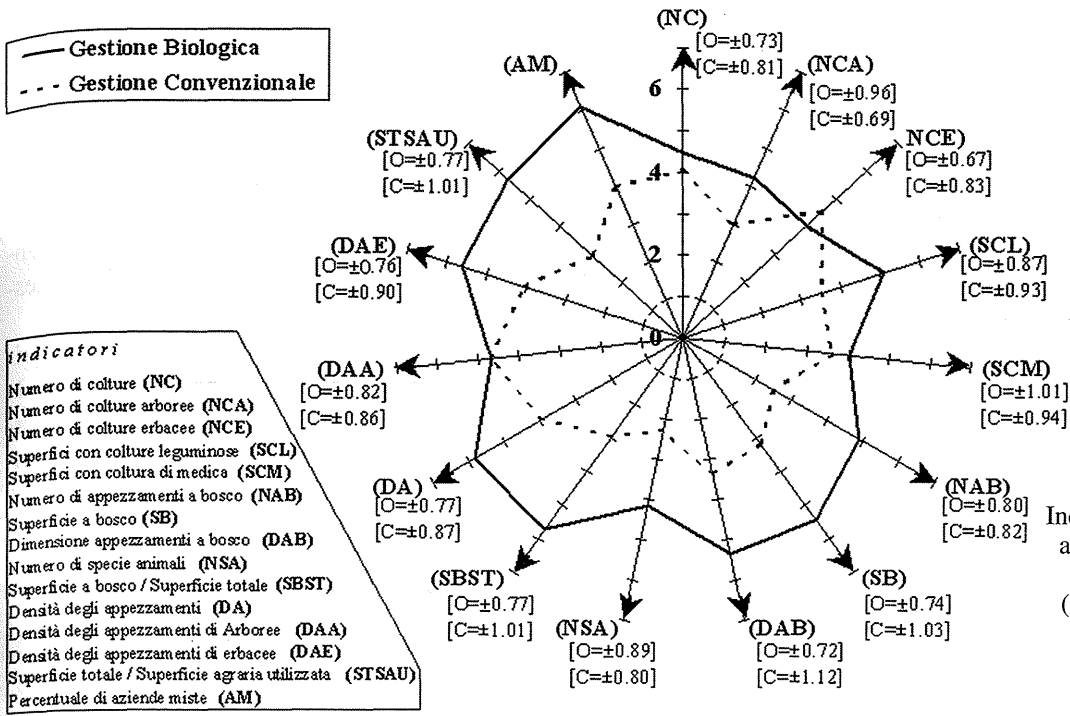 Gestione Biologica
Gestione Convenzionale
(NC)
[O=±0.73]
[C=±0.81]
(NCA)
[O=±0.96]
[C=±0.69]
NCE)
[O=±0.67]
[C=±0.83]
(SCL)
[O=±0.87]
[C=±0.93]
(SCM)
[O=±1.01]
[C=±0.94]
(NAB)
[O=±0.80]
[C=±0.82]
(SB)
[O=±0.74]
[C=±1.03]
(DAB)
[O=±0.72]
[C=±1.12]
(NSA)
[O=±0.89]
[C=±0.80]
(SBST)
[O=±0.77]
[C=±1.01]
(DA)
[O=±0.77]
[C=±0.87]
(DAA)
[O=±0.82]
[C=±0.86]
(DAE)
[O=±0.76]
[C=±0.90]
(STSAU)
[O=±0.77]
[C=±1.01]
(AM)
6
4
2
0
indicatori
Numero di colture (NC)
Numero di colture arboree (NCA)
Numero di colture erbacee (NCE)
Superfici con colture leguminose (SCL)
Superfici con coltura di medica (SCM)
Numero di appezzamenti a bosco (NAB)
Superficie a bosco (SB)
Dimensione appezzamenti a bosco (DAB)
Numero di specie animali (NSA)
Superficie a bosco / Superficie totale (SBST)
Densità degli appezzamenti (DA)
Densità degli appezzamenti di Arboree (DAA)
Densità degli appezzamenti di erbacee (DAE)
Superficie totale / Superficie agraria utilizzata (STSAU)
Percentuale di aziende miste (AM)
In
a
(